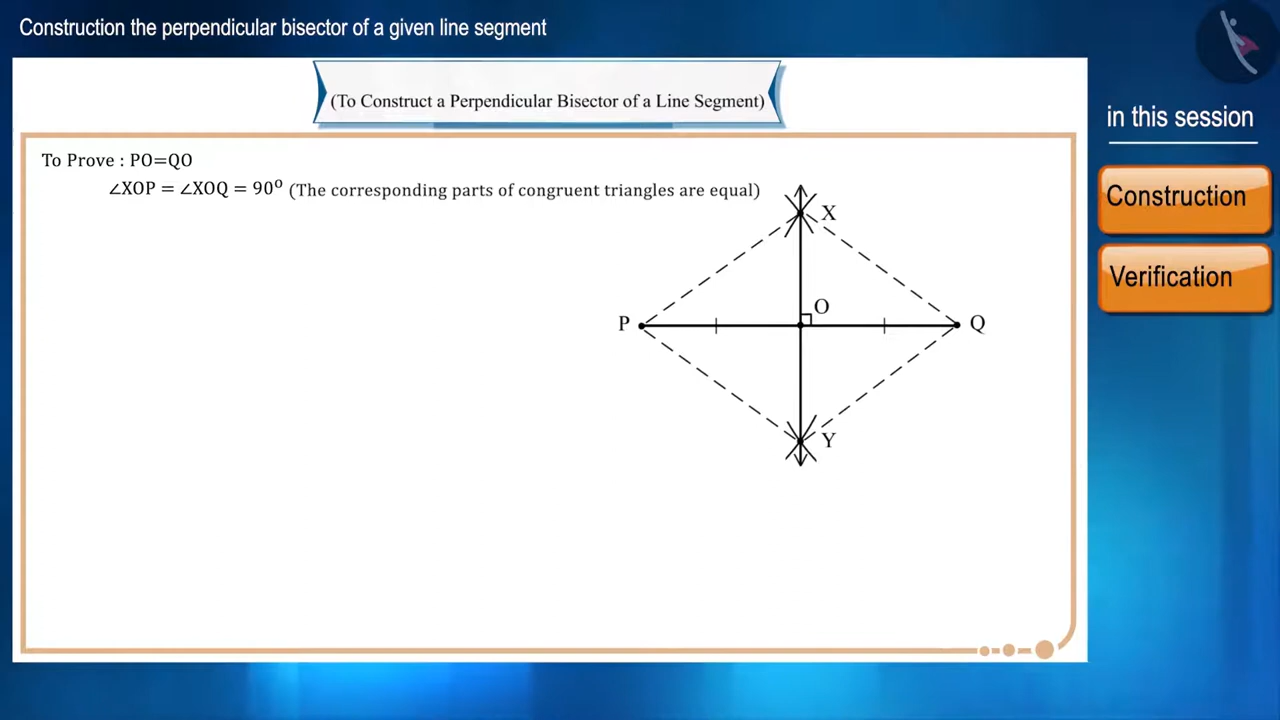 Construction the perpendicular bisector of a given line segment
(To Construct a Perpendicular Bisector of a Line Segment)
in this session
To Prove : PO=QO
∠XOP = ∠XOQ = 90⁰ (The corresponding parts of congruent triangles are equal)
Construction
Verification
X
O
P
Q
Y